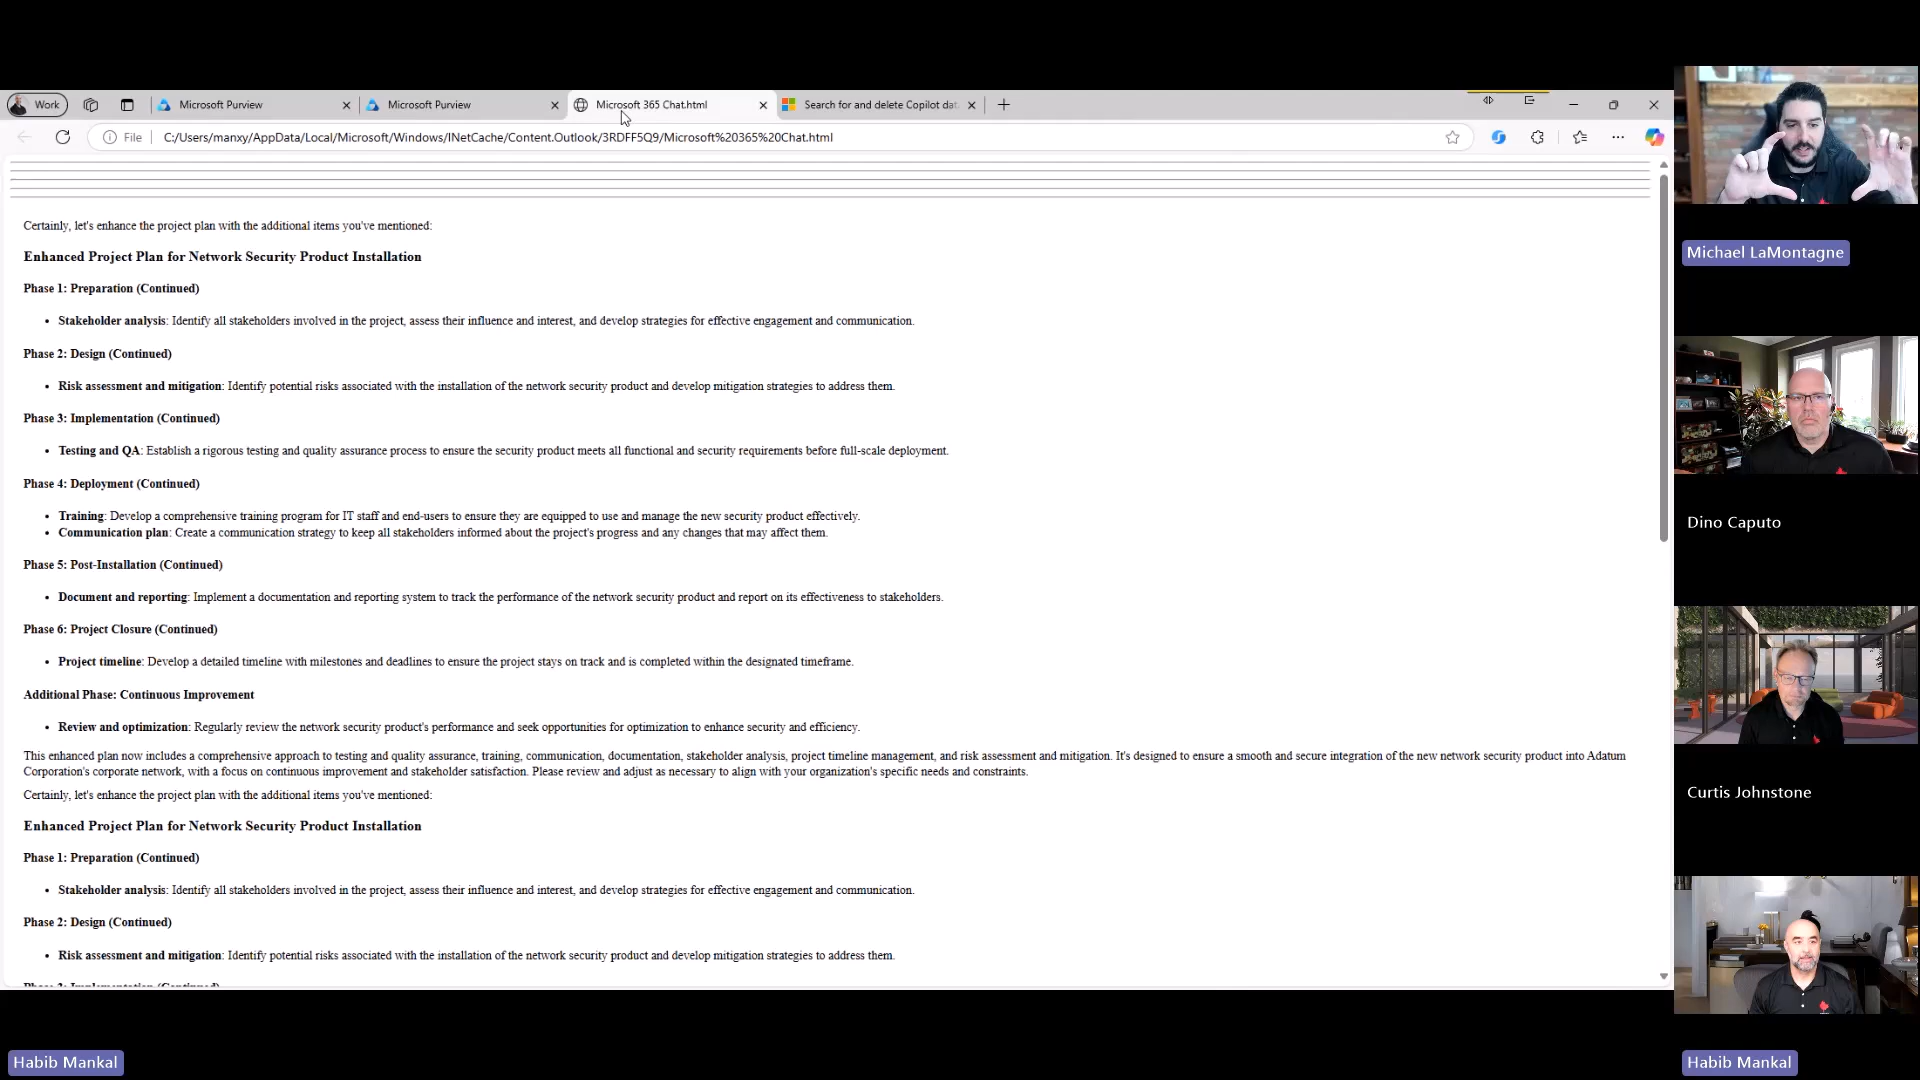 Work
Microsoft Purview
Microsoft Purview
Microsoft 365 Chat.html
Search for and delete Copilot dat
File
C:/Users/manxy/AppData/Local/Microsoft/Windows/INetCache/Content.Outlook/3RDFF5Q9/Microsoft%20365%20Chat.html
Certainly, let's enhance the project plan with the additional items you've mentioned:
Enhanced Project Plan for Network Security Product Installation
Phase 1: Preparation (Continued)
• Stakeholder analysis: Identify all stakeholders involved in the project, assess their influence and interest, and develop strategies for effective engagement and communication.
Phase 2: Design (Continued)
• Risk assessment and mitigation: Identify potential risks associated with the installation of the network security product and develop mitigation strategies to address them.
Phase 3: Implementation (Continued)
• Testing and QA: Establish a rigorous testing and quality assurance process to ensure the security product meets all functional and security requirements before full-scale deployment.
Phase 4: Deployment (Continued)
• Training: Develop a comprehensive training program for IT staff and end-users to ensure they are equipped to use and manage the new security product effectively.
• Communication plan: Create a communication strategy to keep all stakeholders informed about the project's progress and any changes that may affect them.
Phase 5: Post-Installation (Continued)
• Document and reporting: Implement a documentation and reporting system to track the performance of the network security product and report on its effectiveness to stakeholders.
Phase 6: Project Closure (Continued)
• Project timeline: Develop a detailed timeline with milestones and deadlines to ensure the project stays on track and is completed within the designated timeframe.
Additional Phase: Continuous Improvement
• Review and optimization: Regularly review the network security product's performance and seek opportunities for optimization to enhance security and efficiency.
This enhanced plan now includes a comprehensive approach to testing and quality assurance, training, communication, documentation, stakeholder analysis, project timeline management, and risk assessment and mitigation. It's designed to ensure a smooth and secure integration of the new network security product into Adatum
Corporation's corporate network, with a focus on continuous improvement and stakeholder satisfaction. Please review and adjust as necessary to align with your organization's specific needs and constraints.
Certainly, let's enhance the project plan with the additional items you've mentioned:
Enhanced Project Plan for Network Security Product Installation
Phase 1: Preparation (Continued)
• Stakeholder analysis: Identify all stakeholders involved in the project, assess their influence and interest, and develop strategies for effective engagement and communication.
Phase 2: Design (Continued)
• Risk assessment and mitigation: Identify potential risks associated with the installation of the network security product and develop mitigation strategies to address them.
Phase 3: Implementation (Continued)
Michael LaMontagne
Dino Caputo
Curtis Johnstone
Habib Mankal
Habib Mankal